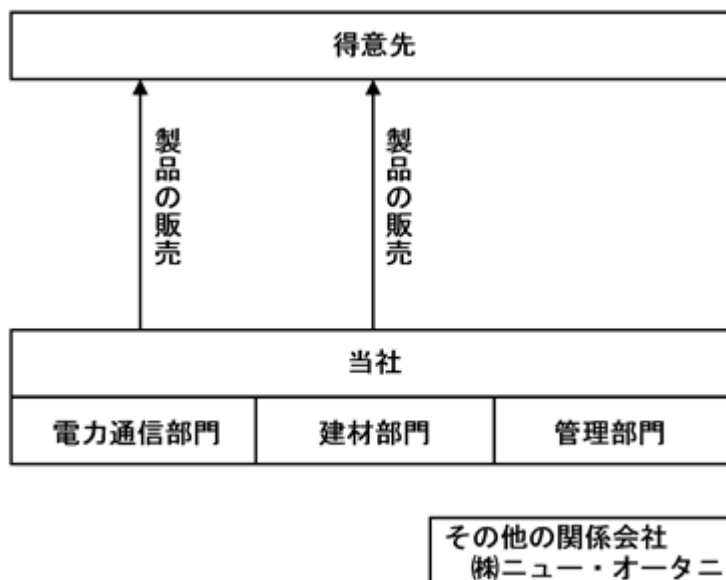 得意先
製品の販売
製品の販売
当社
電力通信部門
建材部門
管理部門
その他の関係会社
㈱ニュー・オータニ